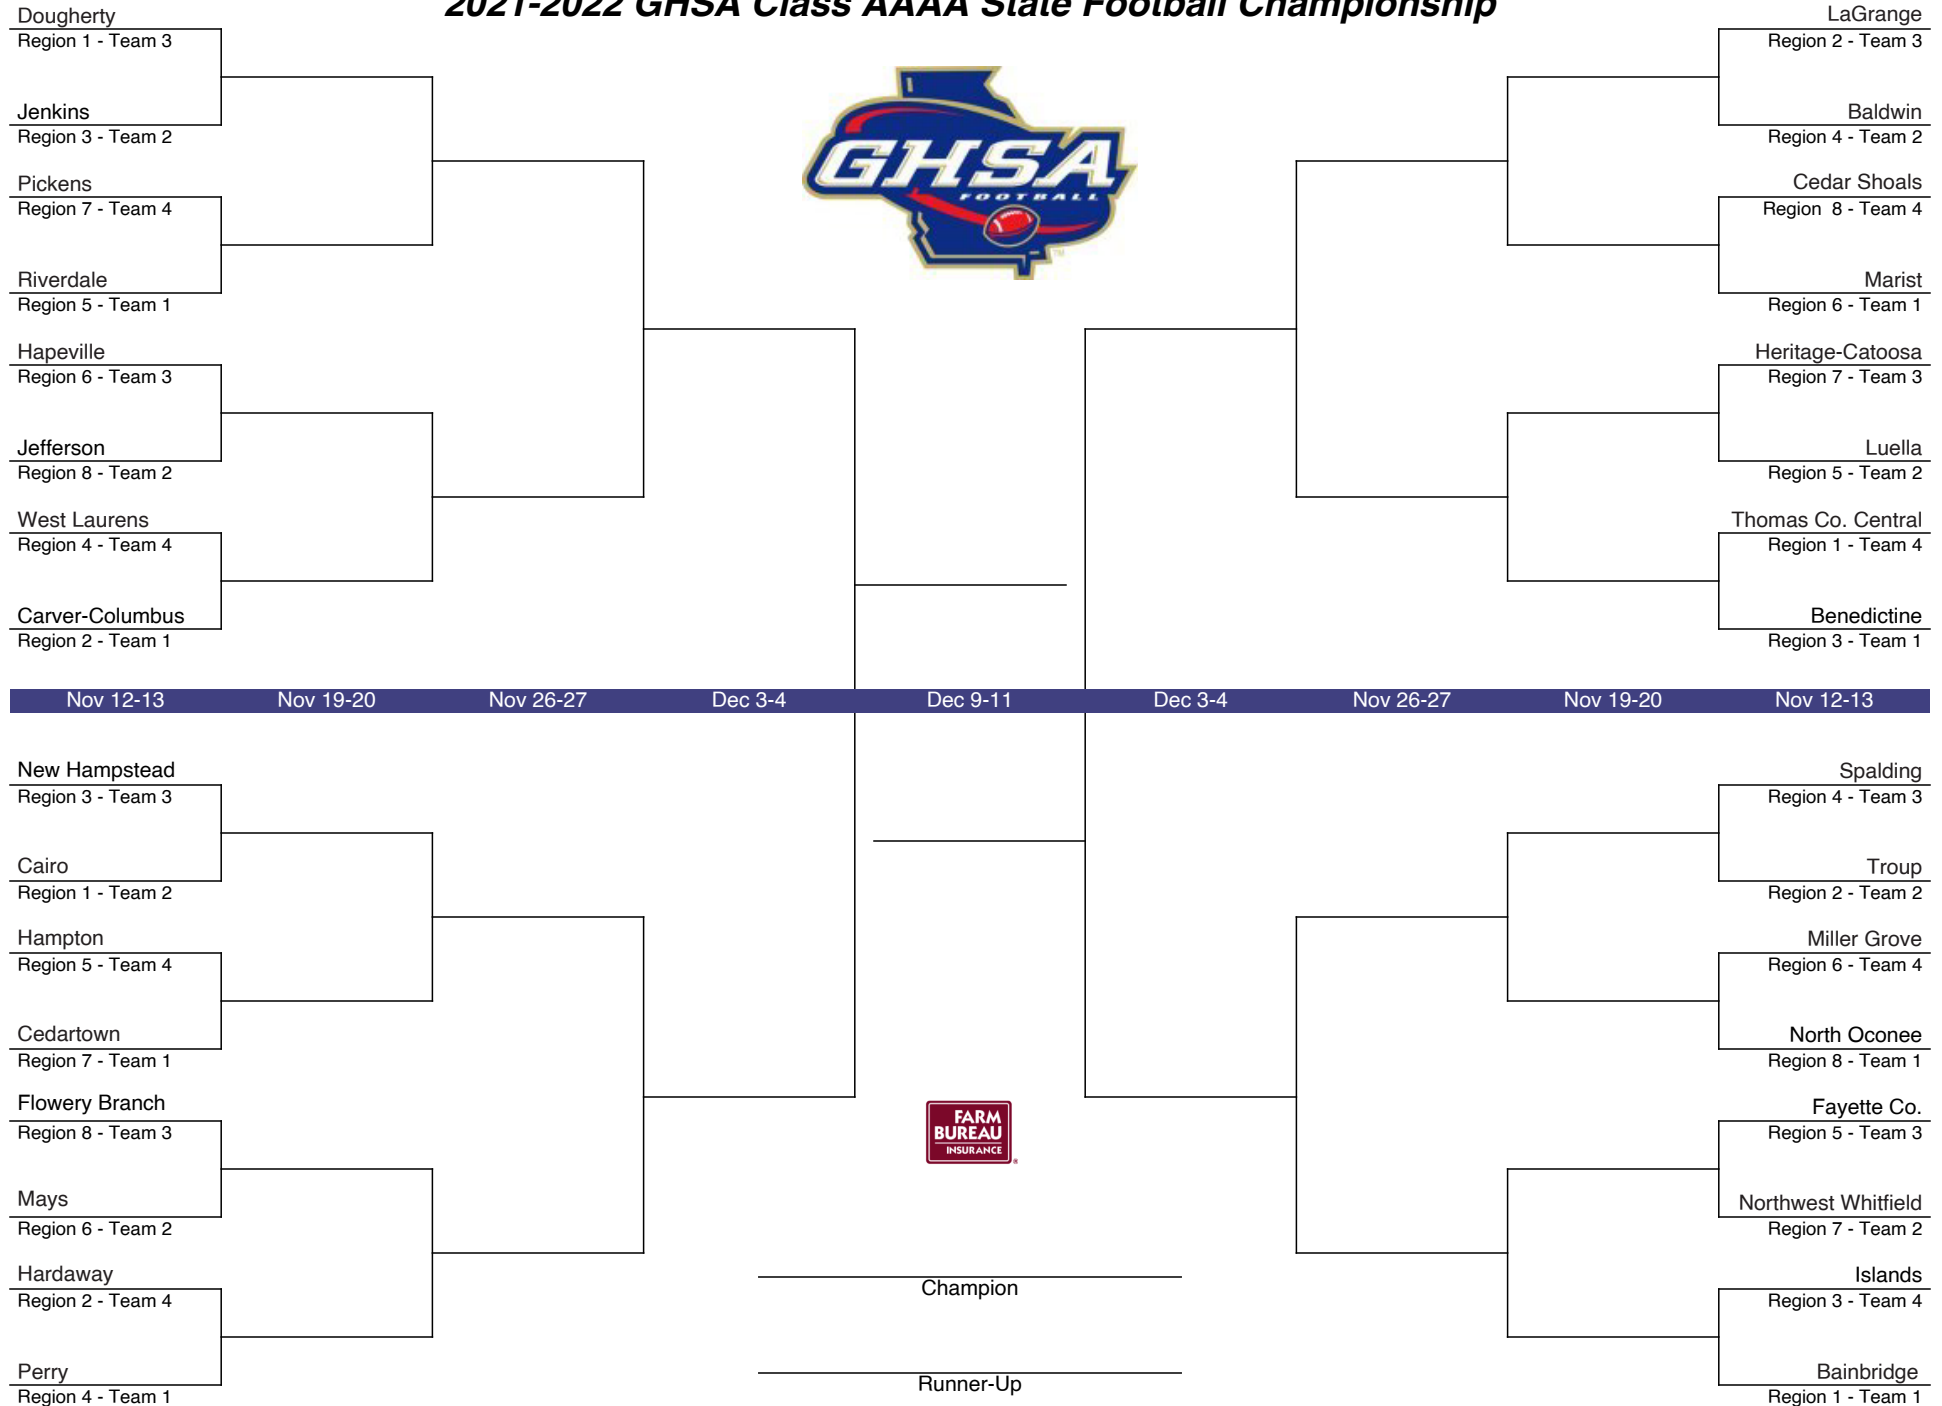 2021-2022 GHSA Class AAAA State Football Championship
Dougherty
Region 1 - Team 3
Jenkins
Region 3 - Team 2
Pickens
Region 7 - Team 4
Riverdale
Region 5 - Team 1
Hapeville
Region 6 - Team 3
Jefferson
Region 8 - Team 2
West Laurens
Region 4 - Team 4
Carver-Columbus
Region 2 - Team 1
GHSA
FOOTBALL
TM
LaGrange
Region 2 - Team 3
Baldwin
Region 4 - Team 2
Cedar Shoals
Region 8 - Team 4
Marist
Region 6 - Team 1
Heritage-Catoosa
Region 7 - Team 3
Luella
Region 5 - Team 2
Thomas Co. Central
Region 1 - Team 4
Benedictine
Region 3 - Team 1
Nov 12-13 Nov 19-20 Nov 26-27 Dec 3-4 Dec 9-11 Dec 3-4 Nov 26-27 Nov 19-20 Nov 12-13
New Hampstead
Region 3 - Team 3
Cairo
Region 1 - Team 2
Hampton
Region 5 - Team 4
Cedartown
Region 7 - Team 1
Flowery Branch
Region 8 - Team 3
Mays
Region 6 - Team 2
Hardaway
Region 2 - Team 4
Perry
Region 4 - Team 1
FARM
BUREAU
INSURANCE
®
Champion
Runner-Up
Spalding
Region 4 - Team 3
Troup
Region 2 - Team 2
Miller Grove
Region 6 - Team 4
North Oconee
Region 8 - Team 1
Fayette Co.
Region 5 - Team 3
Northwest Whitfield
Region 7 - Team 2
Islands
Region 3 - Team 4
Bainbridge
Region 1 - Team 1